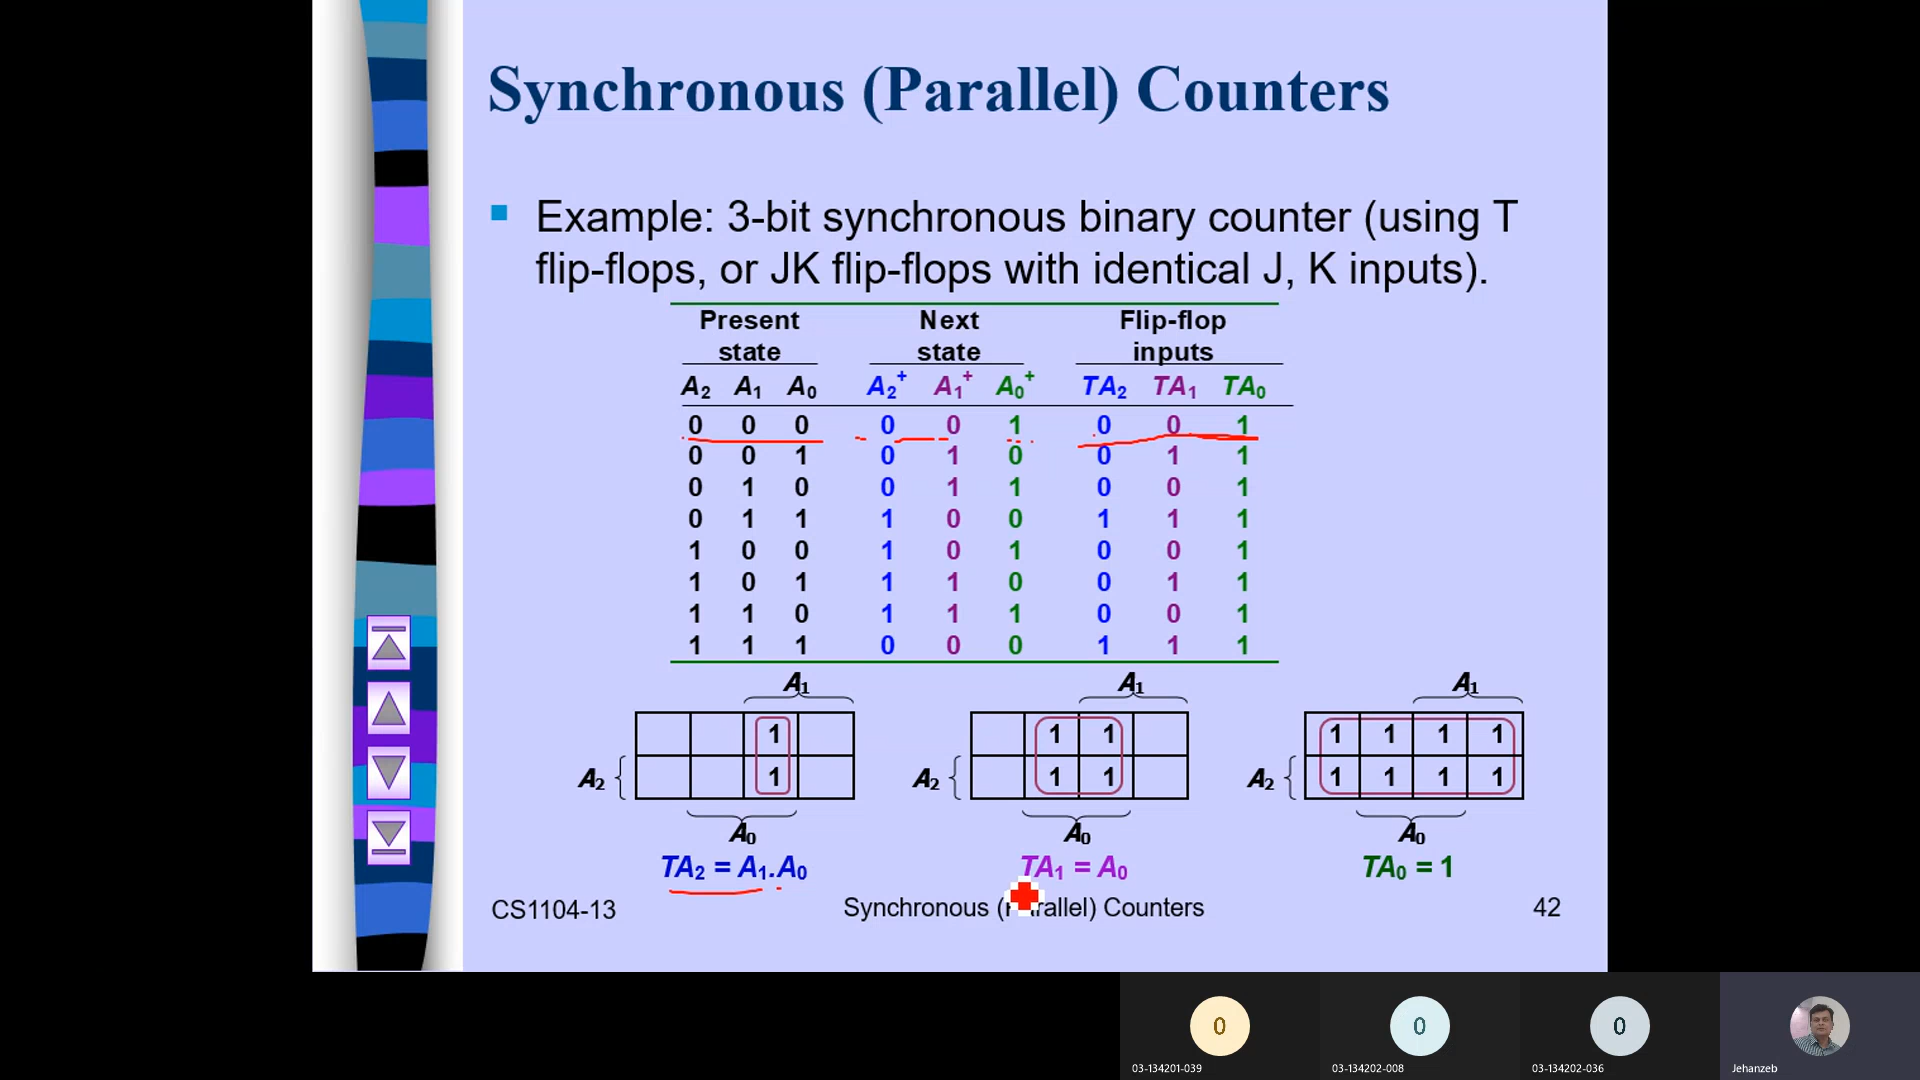 Synchronous (Parallel) Counters
Example: 3-bit synchronous binary counter (using T
flip-flops, or JK flip-flops with identical J, K inputs).
Present Next Flip-flop
state state inputs
A₂ A₁ A₀ A₂⁺ A₁⁺ A₀⁺ TA₂ TA₁ TA₀
0 0 0 0 0 1 0 0 1
0 0 1 0 1 0 0 1 1
0 1 0 0 1 1 0 0 1
0 1 1 1 0 0 1 1 1
1 0 0 1 0 1 0 0 1
1 0 1 1 1 0 0 1 1
1 1 0 1 1 1 0 0 1
1 1 1 0 0 0 1 1 1
A₁ A₁ A₁
1 1 1 1 1 1 1
A₂ 1 A₂ 1 1 A₂ 1 1 1 1
A₀ A₀ A₀
TA₂ = A₁.A₀ TA₁ = A₀ TA₀ = 1
CS1104-13 Synchronous (Parallel) Counters 42
0 0 0
03-134201-039 03-134202-008 03-134202-036 Jehanzeb